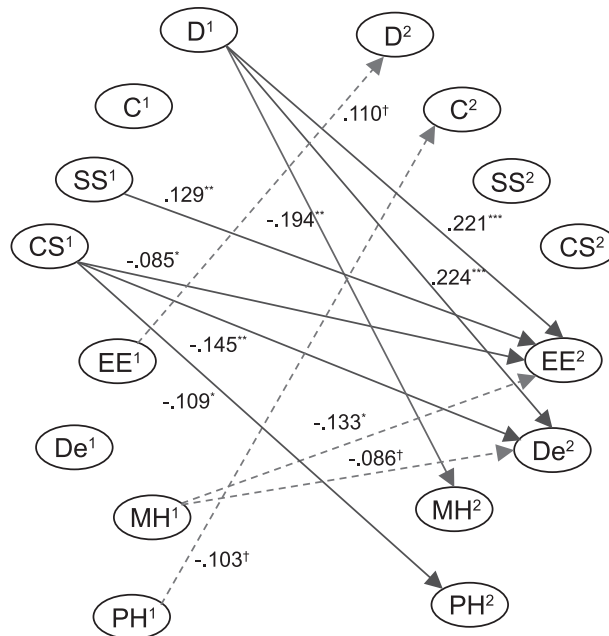 D¹ D²
C¹ .110† C²
SS¹ SS²
.129** -.194** .221***
CS¹ CS²
-.085* .224***
EE¹ -.145** EE²
-.109*
De¹ -.133* De²
-.086†
MH¹ MH²
-.103†
PH¹ PH²